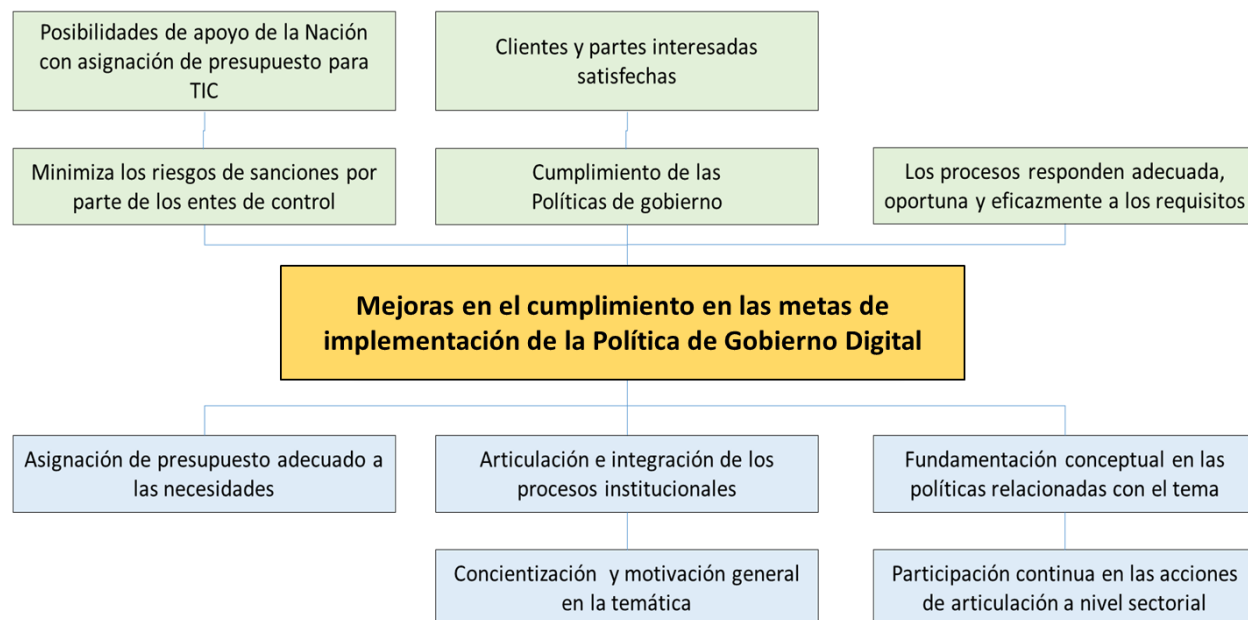 Posibilidades de apoyo de la Nación
con asignación de presupuesto para
TIC
Clientes y partes interesadas
satisfechas
Minimiza los riesgos de sanciones por
parte de los entes de control
Cumplimiento de las
Políticas de gobierno
Los procesos responden adecuada,
oportuna y eficazmente a los requisitos
Mejoras en el cumplimiento en las metas de
implementación de la Política de Gobierno Digital
Asignación de presupuesto adecuado a
las necesidades
Articulación e integración de los
procesos institucionales
Fundamentación conceptual en las
políticas relacionadas con el tema
Concientización y motivación general
en la temática
Participación continua en las acciones
de articulación a nivel sectorial